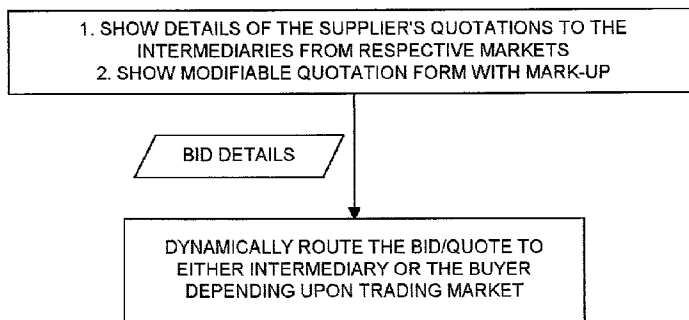 1. SHOW DETAILS OF THE SUPPLIER'S QUOTATIONS TO THE
INTERMEDIARIES FROM RESPECTIVE MARKETS
2. SHOW MODIFIABLE QUOTATION FORM WITH MARK-UP
BID DETAILS
DYNAMICALLY ROUTE THE BID/QUOTE TO
EITHER INTERMEDIARY OR THE BUYER
DEPENDING UPON TRADING MARKET